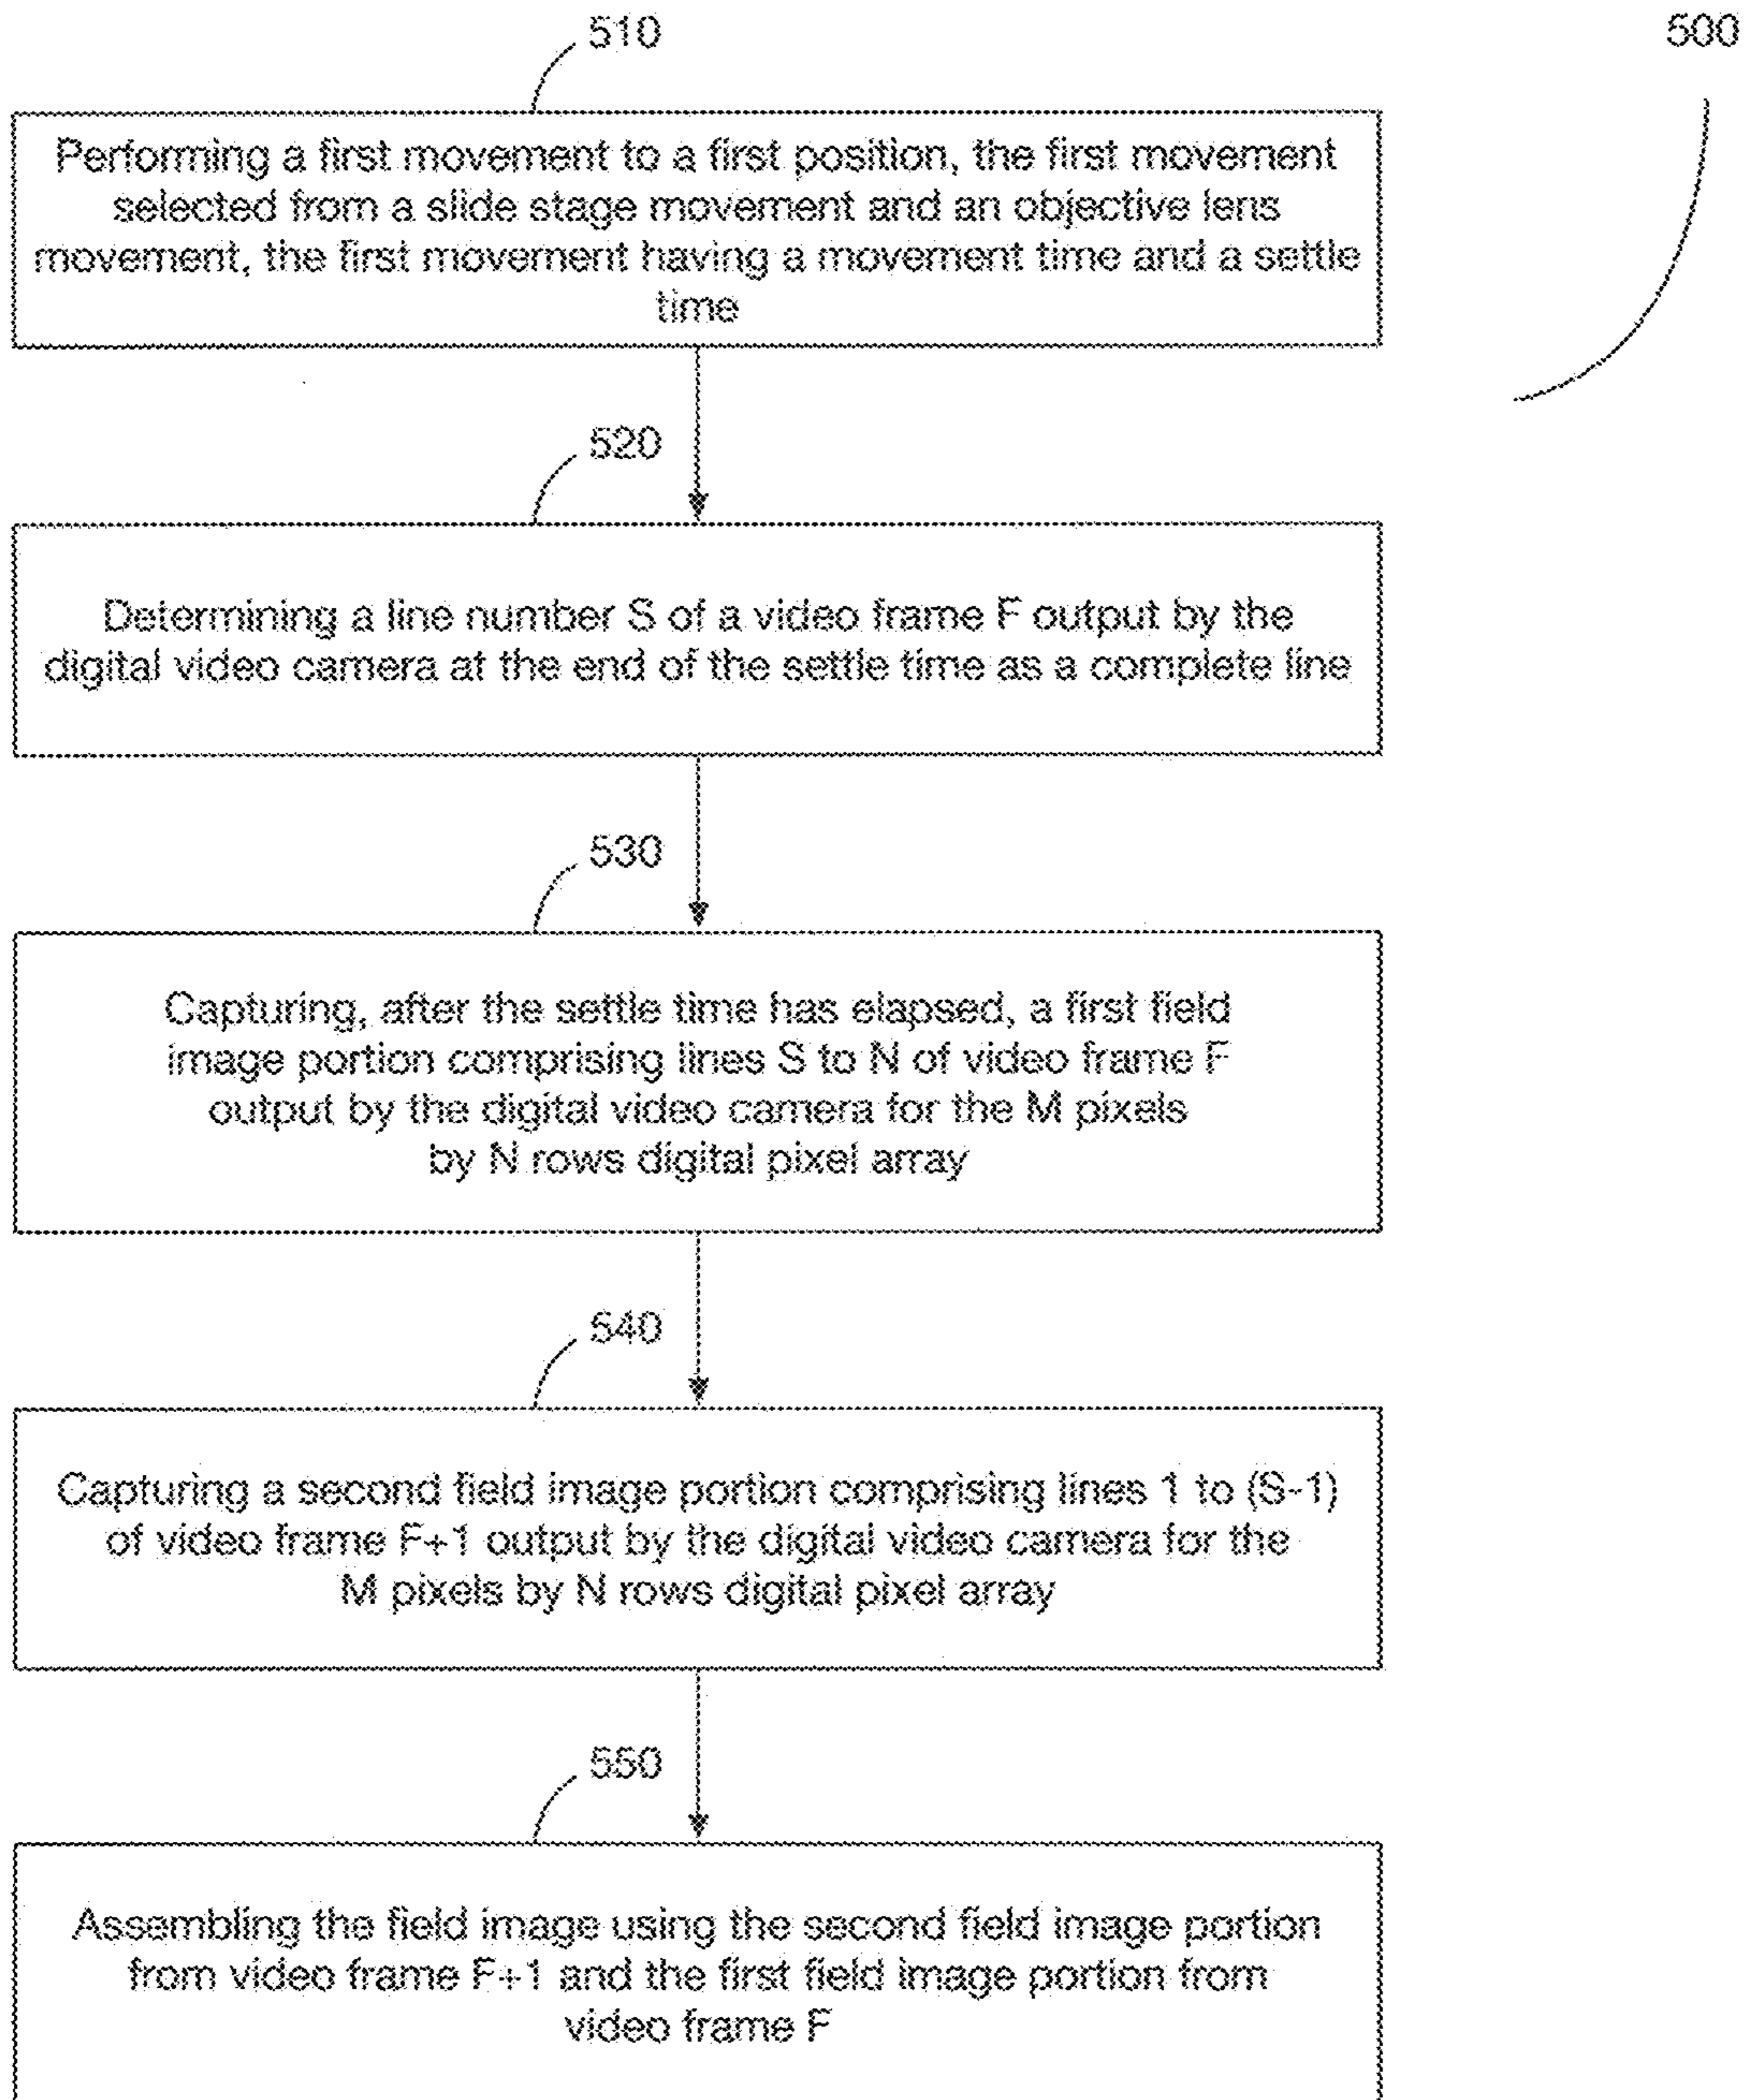 510
500
Performing a first movement to a first position, the first movement
selected from a slide stage movement and an objective lens
movement, the first movement having a movement time and a settle
time
520
Determining a line number S of a video frame F output by the
digital video camera at the end of the settle time as a complete line
530
Capturing, after the settle time has elapsed, a first field
image portion comprising lines S to N of video frame F
output by the digital video camera for the M pixels
by N rows digital pixel array
540
Capturing a second field image portion comprising lines 1 to (S-1)
of video frame F+1 output by the digital video camera for the
M pixels by N rows digital pixel array
550
Assembling the field image using the second field image portion
from video frame F+1 and the first field image portion from
video frame F